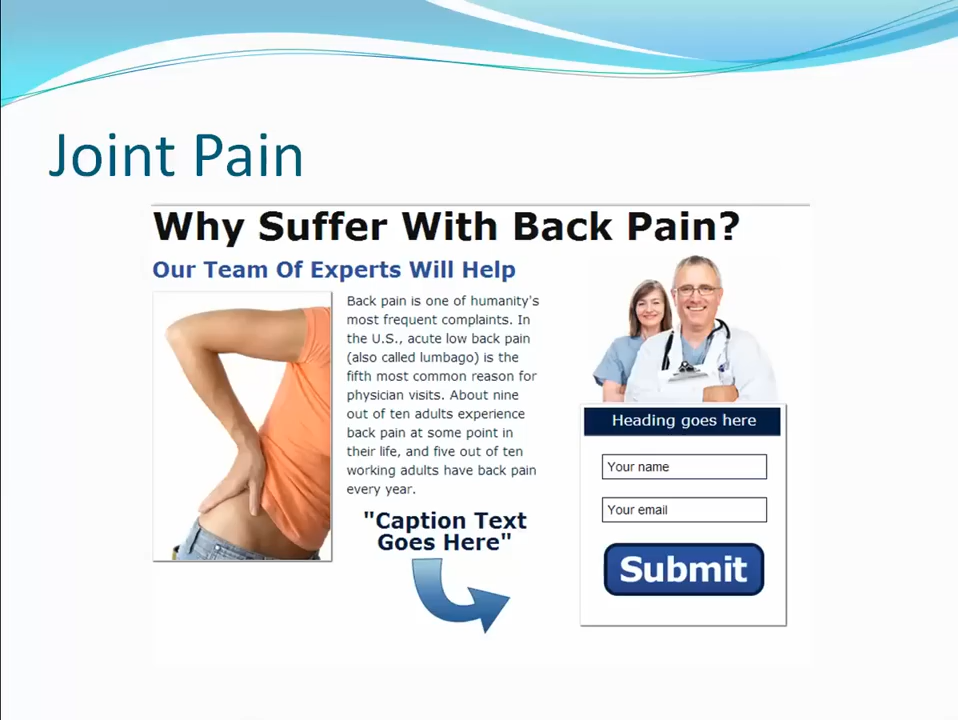 Joint Pain
Why Suffer With Back Pain?
Our Team Of Experts Will Help
Back pain is one of humanity's
most frequent complaints. In
the U.S., acute low back pain
(also called lumbago) is the
fifth most common reason for
physician visits. About nine
out of ten adults experience
back pain at some point in
their life, and five out of ten
working adults have back pain
every year.
"Caption Text
Goes Here"
Heading goes here
Your name
Your email
Submit